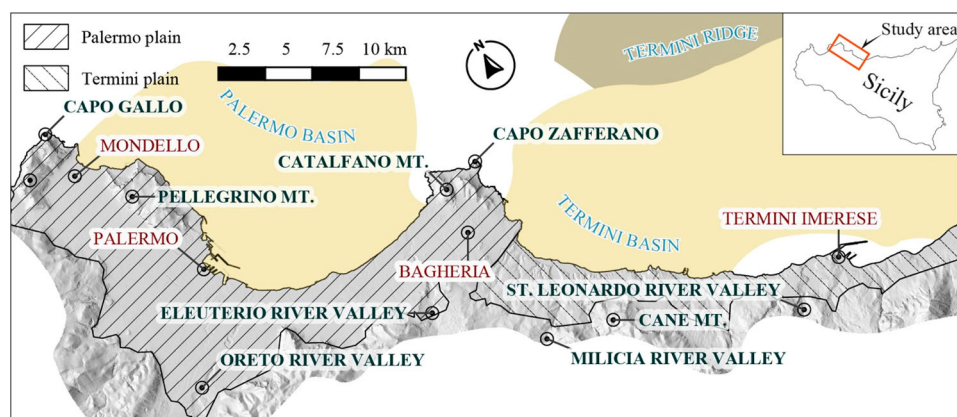 Palermo plain
Termini plain
2.5 5 7.5 10 km
N
TERMINI RIDGE
Study area
Sicily
CAPO GALLO
MONDELLO
PALERMO BASIN
CATALFANO MT.
CAPO ZAFFERANO
PELLEGRINO MT.
PALERMO
TERMINI BASIN
TERMINI IMERESE
BAGHERIA
ELEUTERIO RIVER VALLEY
ST. LEONARDO RIVER VALLEY
CANE MT.
ORETO RIVER VALLEY
MILICIA RIVER VALLEY